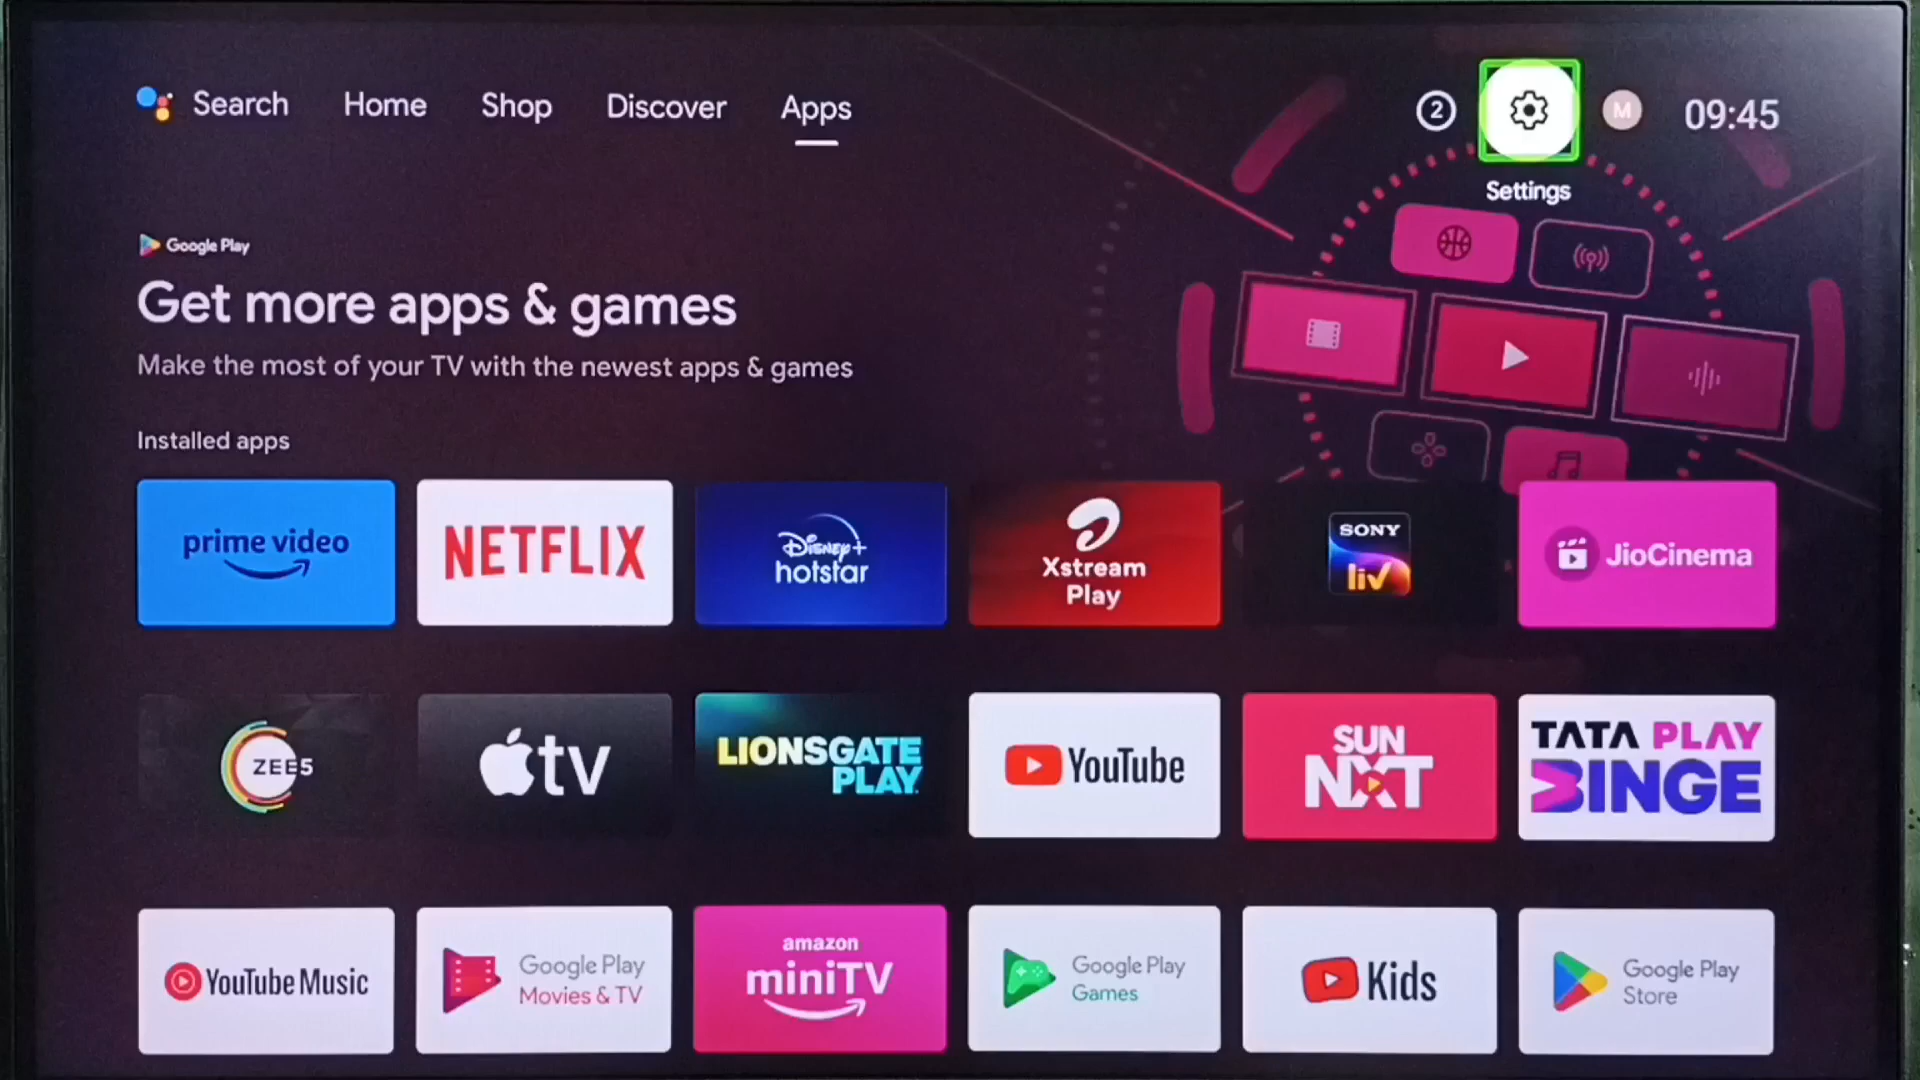 Search Home Shop Discover Apps
2 M 09:45
Settings
Google Play
Get more apps & games
Make the most of your TV with the newest apps & games
Installed apps
prime video
NETFLIX
Disney+
hotstar
Xstream
Play
SONY
liv
JioCinema
ZEE5
tv
LIONSGATE
PLAY
YouTube
SUN
NXT
TATA PLAY
BINGE
YouTube Music
Google Play
Movies & TV
amazon
miniTV
Google Play
Games
Kids
Google Play
Store